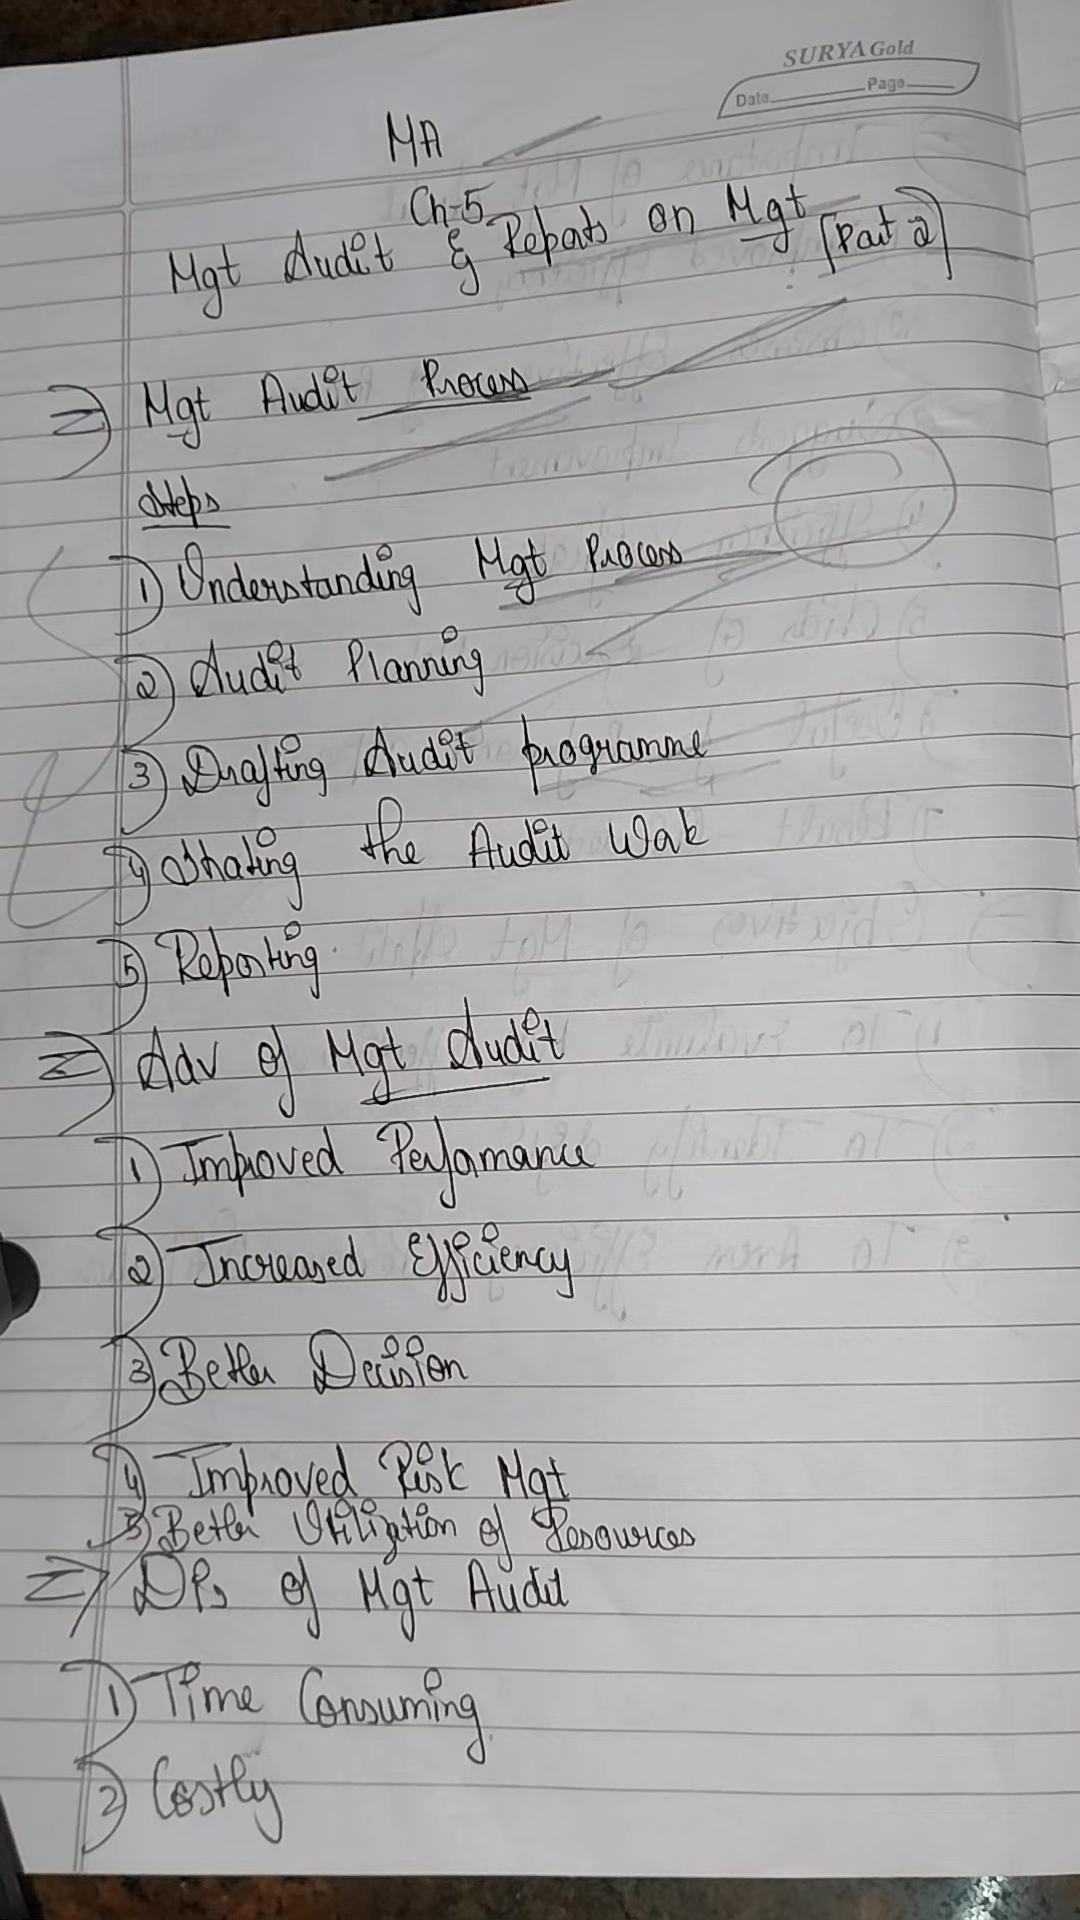 SURYA Gold
Date Page
MA
Ch-5
Mgt Audit & Reports on Mgt (Part 2)
=> Mgt Audit Process
Steps
1) Understanding Mgt Process
2) Audit Planning
3) Drafting Audit programme
4) Starting the Audit Work
5) Reporting
=> Adv of Mgt Audit
1) Improved Performance
2) Increased Efficiency
3) Better Decision
4) Improved Risk Mgt
5) Better Utilization of Resources
=> DPs of Mgt Audit
1) Time Consuming
2) Costly